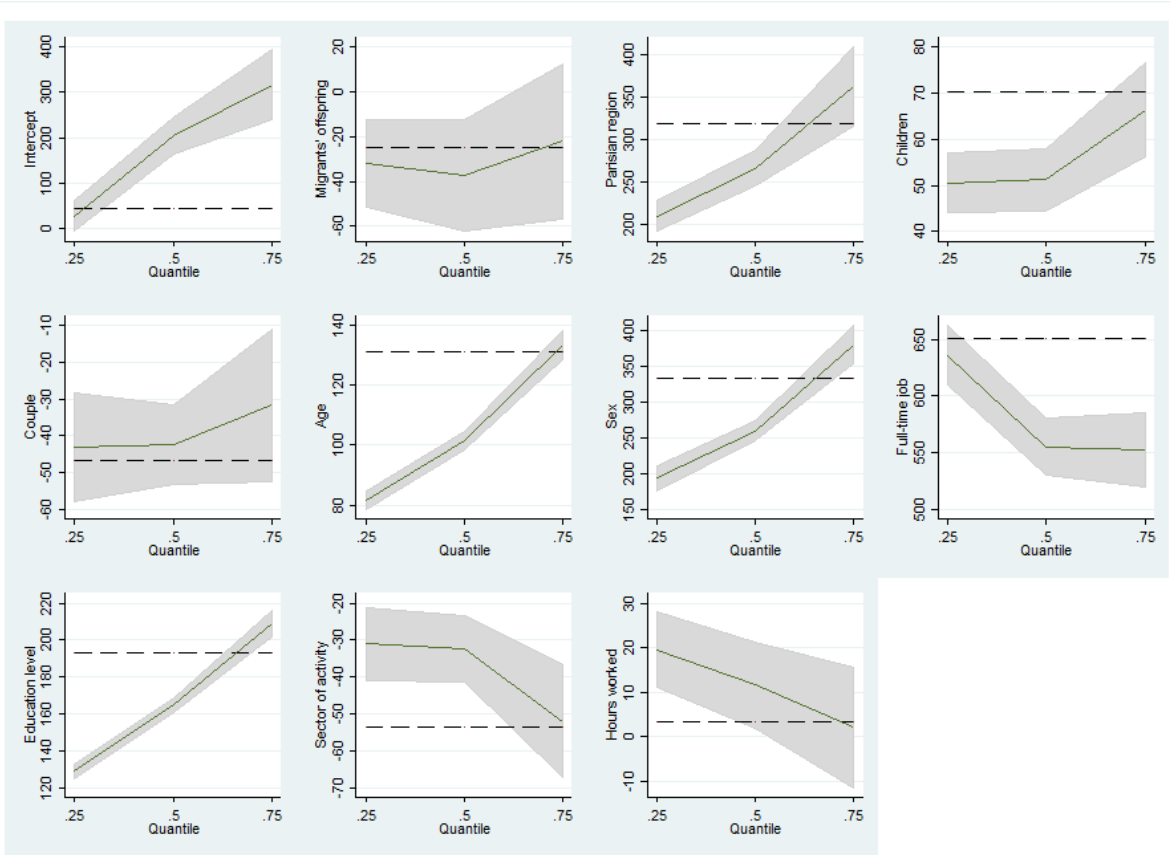 Intercept
400
300
200
100
0
.25 .5 .75
Quantile
Migrants' offspring
20
0
-20
-40
-60
.25 .5 .75
Quantile
Parisian region
400
350
300
250
200
.25 .5 .75
Quantile
Children
80
70
60
50
40
.25 .5 .75
Quantile
Couple
-10
-20
-30
-40
-50
-60
.25 .5 .75
Quantile
Age
140
120
100
80
.25 .5 .75
Quantile
Sex
400
350
300
250
200
150
.25 .5 .75
Quantile
Full-time job
650
600
550
500
.25 .5 .75
Quantile
Education level
220
200
180
160
140
120
.25 .5 .75
Quantile
Sector of activity
-20
-30
-40
-50
-60
-70
.25 .5 .75
Quantile
Hours worked
30
20
10
0
-10
.25 .5 .75
Quantile